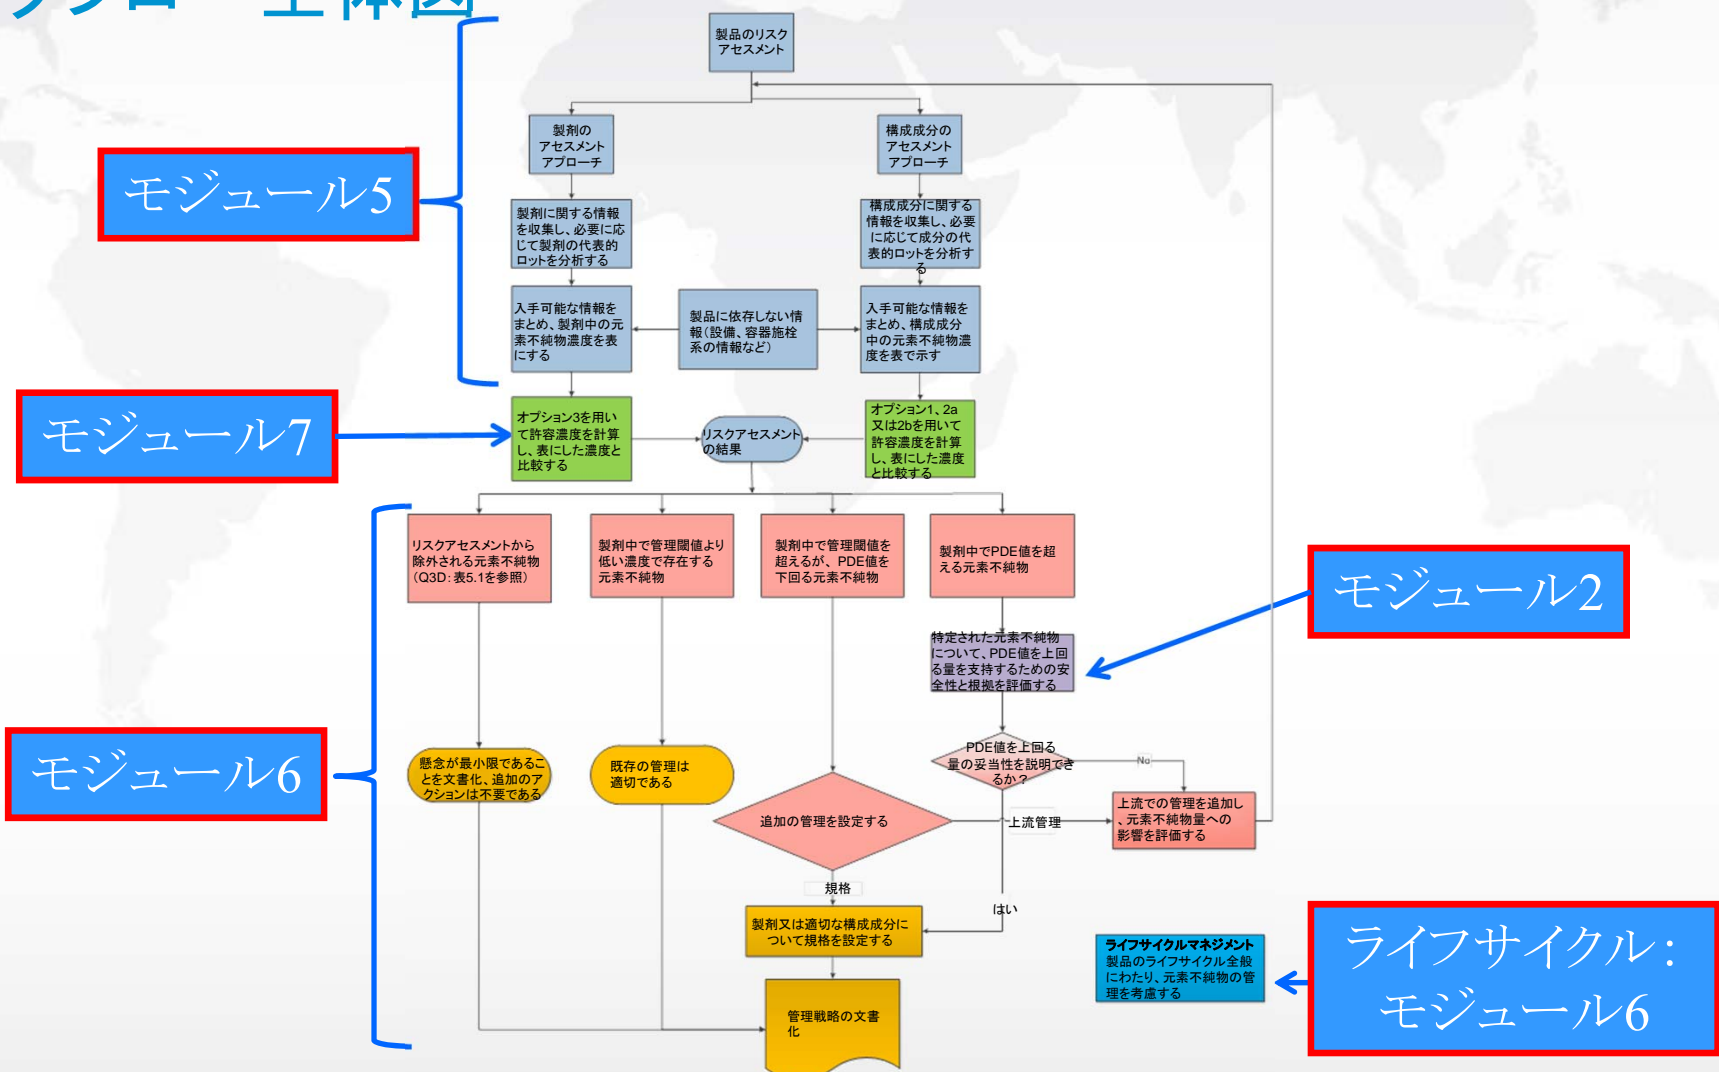 フロー全体図
製品のリスク
アセスメント
製剤の
アセスメント
アプローチ
構成成分の
アセスメント
アプローチ
モジュール5
製剤に関する情報
を収集し、必要に応
じて製剤の代表的
ロットを分析する
構成成分に関する
情報を収集し、必要
に応じて成分の代
表的ロットを分析す
る
入手可能な情報を
まとめ、製剤中の元
素不純物濃度を表
にする
製品に依存しない情
報(設備、容器施栓
系の情報など)
入手可能な情報を
まとめ、構成成分
中の元素不純物濃
度を表で示す
モジュール7
オプション3を用い
て許容濃度を計算
し、表にした濃度と
比較する
リスクアセスメント
の結果
オプション1、2a
又は2bを用いて
許容濃度を計算
し、表にした濃度
と比較する
リスクアセスメントから
除外される元素不純物
(Q3D: 表5.1を参照)
製剤中で管理閾値より
低い濃度で存在する
元素不純物
製剤中で管理閾値を
超えるが、PDE値を
下回る元素不純物
製剤中でPDE値を超
える元素不純物
モジュール2
特定された元素不純物
について、PDE値を上回
る量を支持するための安
全性と根拠を評価する
モジュール6
懸念が最小限であるこ
とを文書化、追加のア
クションは不要である
既存の管理は
適切である
PDE値を上回る
量の妥当性を説明でき
るか?
No
追加の管理を設定する
上流管理
上流での管理を追加し
、元素不純物量への
影響を評価する
規格
はい
製剤又は適切な構成成分に
ついて規格を設定する
ライフサイクルマネジメント
製品のライフサイクル全般
にわたり、元素不純物の管
理を考慮する
ライフサイクル:
モジュール6
管理戦略の文書
化